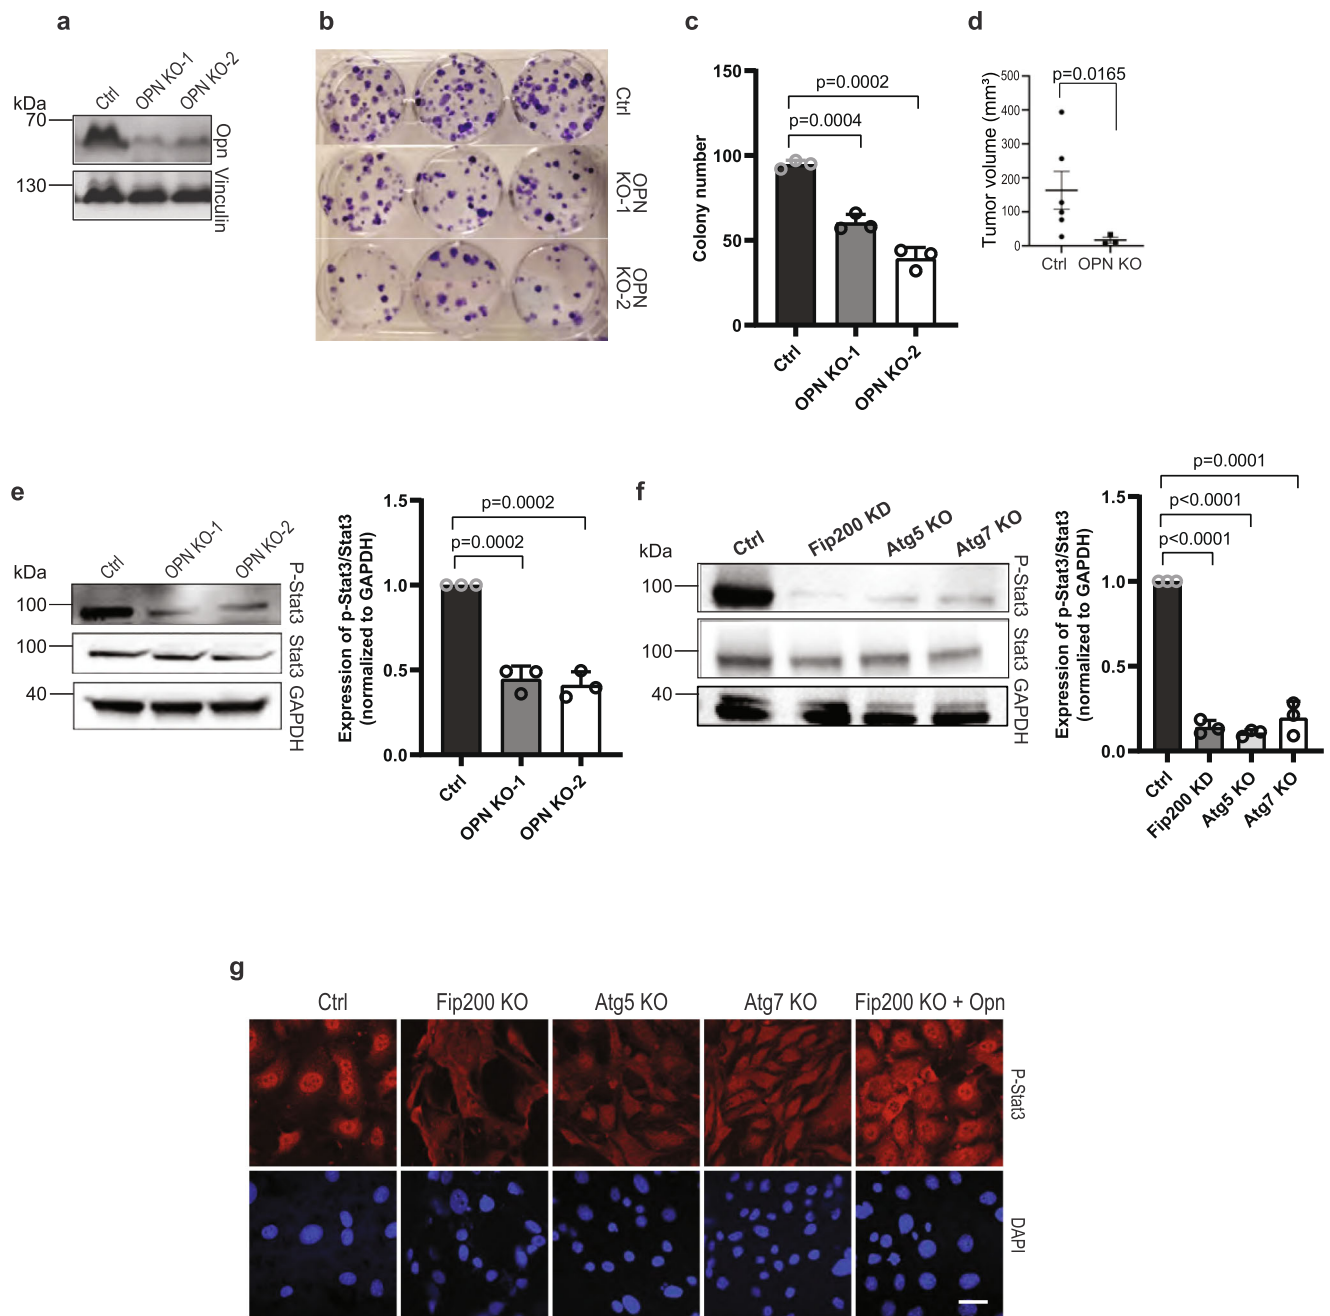 a
kDa
Ctrl
OPN KO-1
OPN KO-2
70
Opn
130
Vinculin
b
Ctrl
OPN
KO-1
OPN
KO-2
c
Colony number
150
100
50
0
p=0.0002
p=0.0004
Ctrl
OPN KO-1
OPN KO-2
d
Tumor volume (mm³)
500
400
300
200
100
0
p=0.0165
Ctrl
OPN KO
e
kDa
Ctrl
OPN KO-1
OPN KO-2
100
P-Stat3
100
Stat3
40
GAPDH
Expression of p-Stat3/Stat3
(normalized to GAPDH)
1.5
1.0
0.5
0.0
p=0.0002
p=0.0002
Ctrl
OPN KO-1
OPN KO-2
f
kDa
Ctrl
Fip200 KD
Atg5 KO
Atg7 KO
100
P-Stat3
100
Stat3
40
GAPDH
Expression of p-Stat3/Stat3
(normalized to GAPDH)
1.5
1.0
0.5
0.0
p=0.0001
p<0.0001
p<0.0001
Ctrl
Fip200 KD
Atg5 KO
Atg7 KO
g
Ctrl
Fip200 KO
Atg5 KO
Atg7 KO
Fip200 KO + Opn
P-Stat3
DAPI